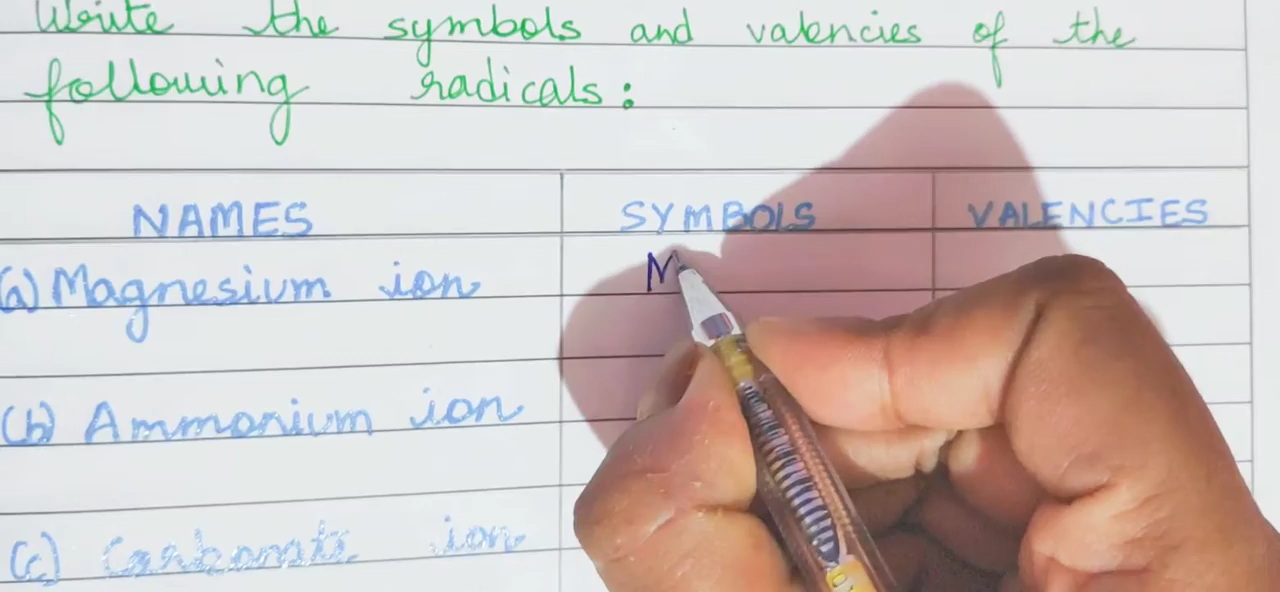 Write the symbols and valencies of the
following radicals:
NAMES SYMBOLS VALENCIES
(a) Magnesium ion M
(b) Ammonium ion
(c) Carbonate ion